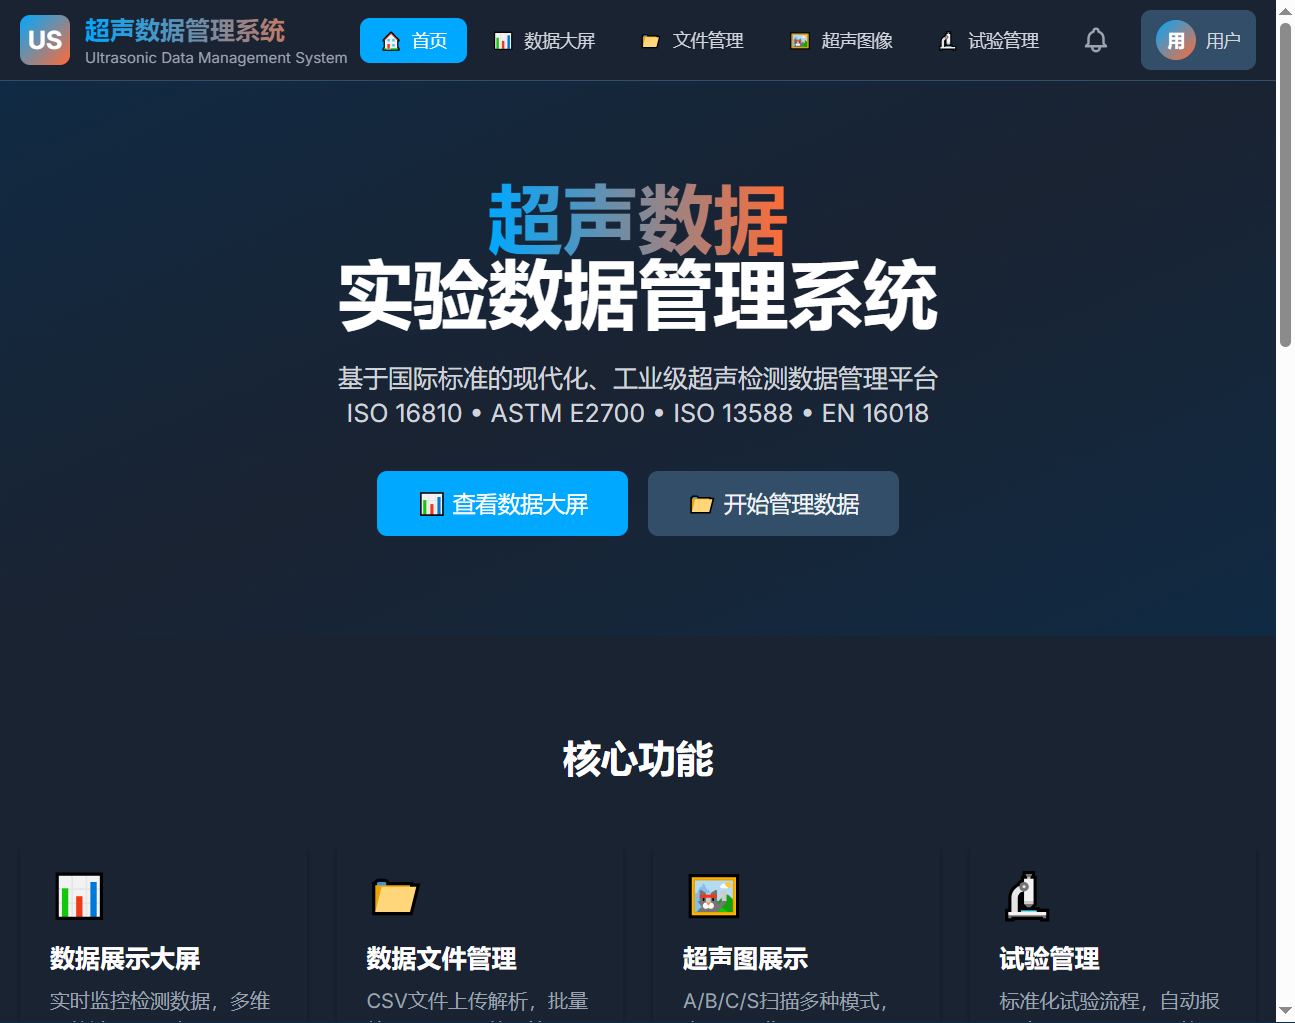 US
超声数据管理系统
Ultrasonic Data Management System
首页
数据大屏
文件管理
超声图像
试验管理
用
用户
超声数据
实验数据管理系统
基于国际标准的现代化、工业级超声检测数据管理平台
ISO 16810 • ASTM E2700 • ISO 13588 • EN 16018
查看数据大屏
开始管理数据
核心功能
数据展示大屏
实时监控检测数据，多维
数据文件管理
CSV文件上传解析，批量
超声图展示
A/B/C/S扫描多种模式，
试验管理
标准化试验流程，自动报